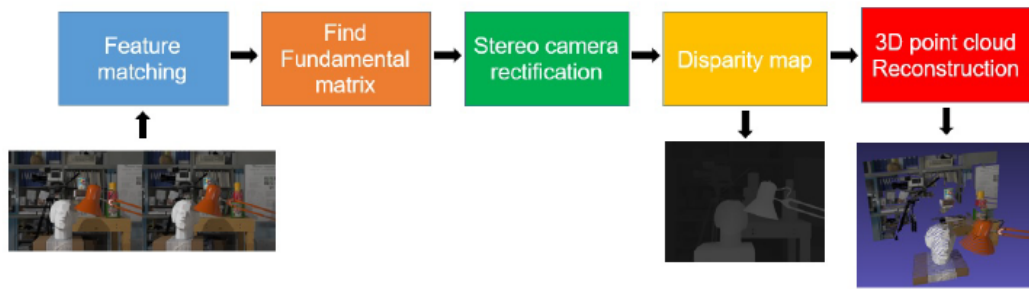 Feature
matching
Find
Fundamental
matrix
Stereo camera
rectification
Disparity map
3D point cloud
Reconstruction